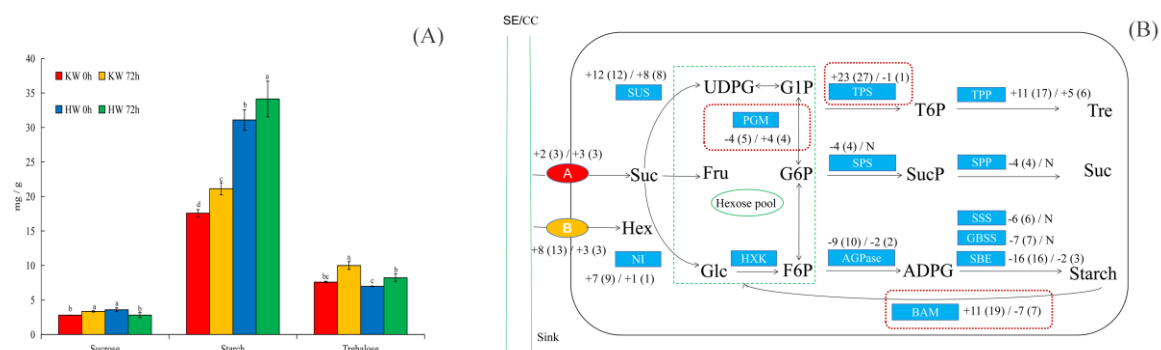 (A)
mg / g
40
35
30
25
20
15
10
5
0
KW 0h
KW 72h
HW 0h
HW 72h
b
a
a
b
d
c
b
a
bc
a
c
b
Sucrose
Starch
Trehalose
(B)
SE/CC
Sink
+12 (12) / +8 (8)
SUS
UDPG
G1P
+23 (27) / -1 (1)
TPS
T6P
TPP
+11 (17) / +5 (6)
Tre
PGM
-4 (5) / +4 (4)
+2 (3) / +3 (3)
A
Suc
Fru
G6P
-4 (4) / N
SPS
SucP
SPP
-4 (4) / N
Suc
Hexose pool
B
Hex
+8 (13) / +3 (3)
NI
+7 (9) / +1 (1)
Glc
HXK
F6P
-9 (10) / -2 (2)
AGPase
ADPG
SSS
-6 (6) / N
GBSS
-7 (7) / N
SBE
-16 (16) / -2 (3)
Starch
BAM
+11 (19) / -7 (7)